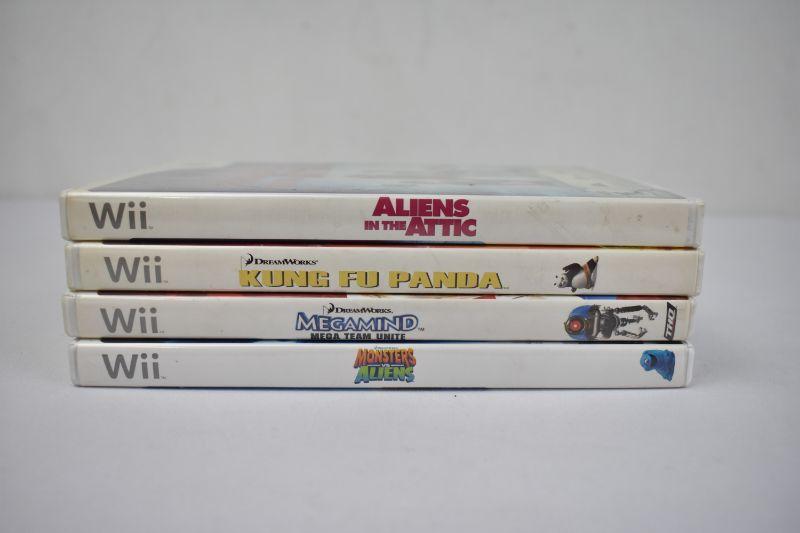 Wii
ALIENS
IN THE ATTIC
Wii
DREAMWORKS
KUNG FU PANDA
Wii
DREAMWORKS
MEGAMIND
MEGA TEAM UNITE
THQ
Wii
MONSTERS
VS
ALIENS